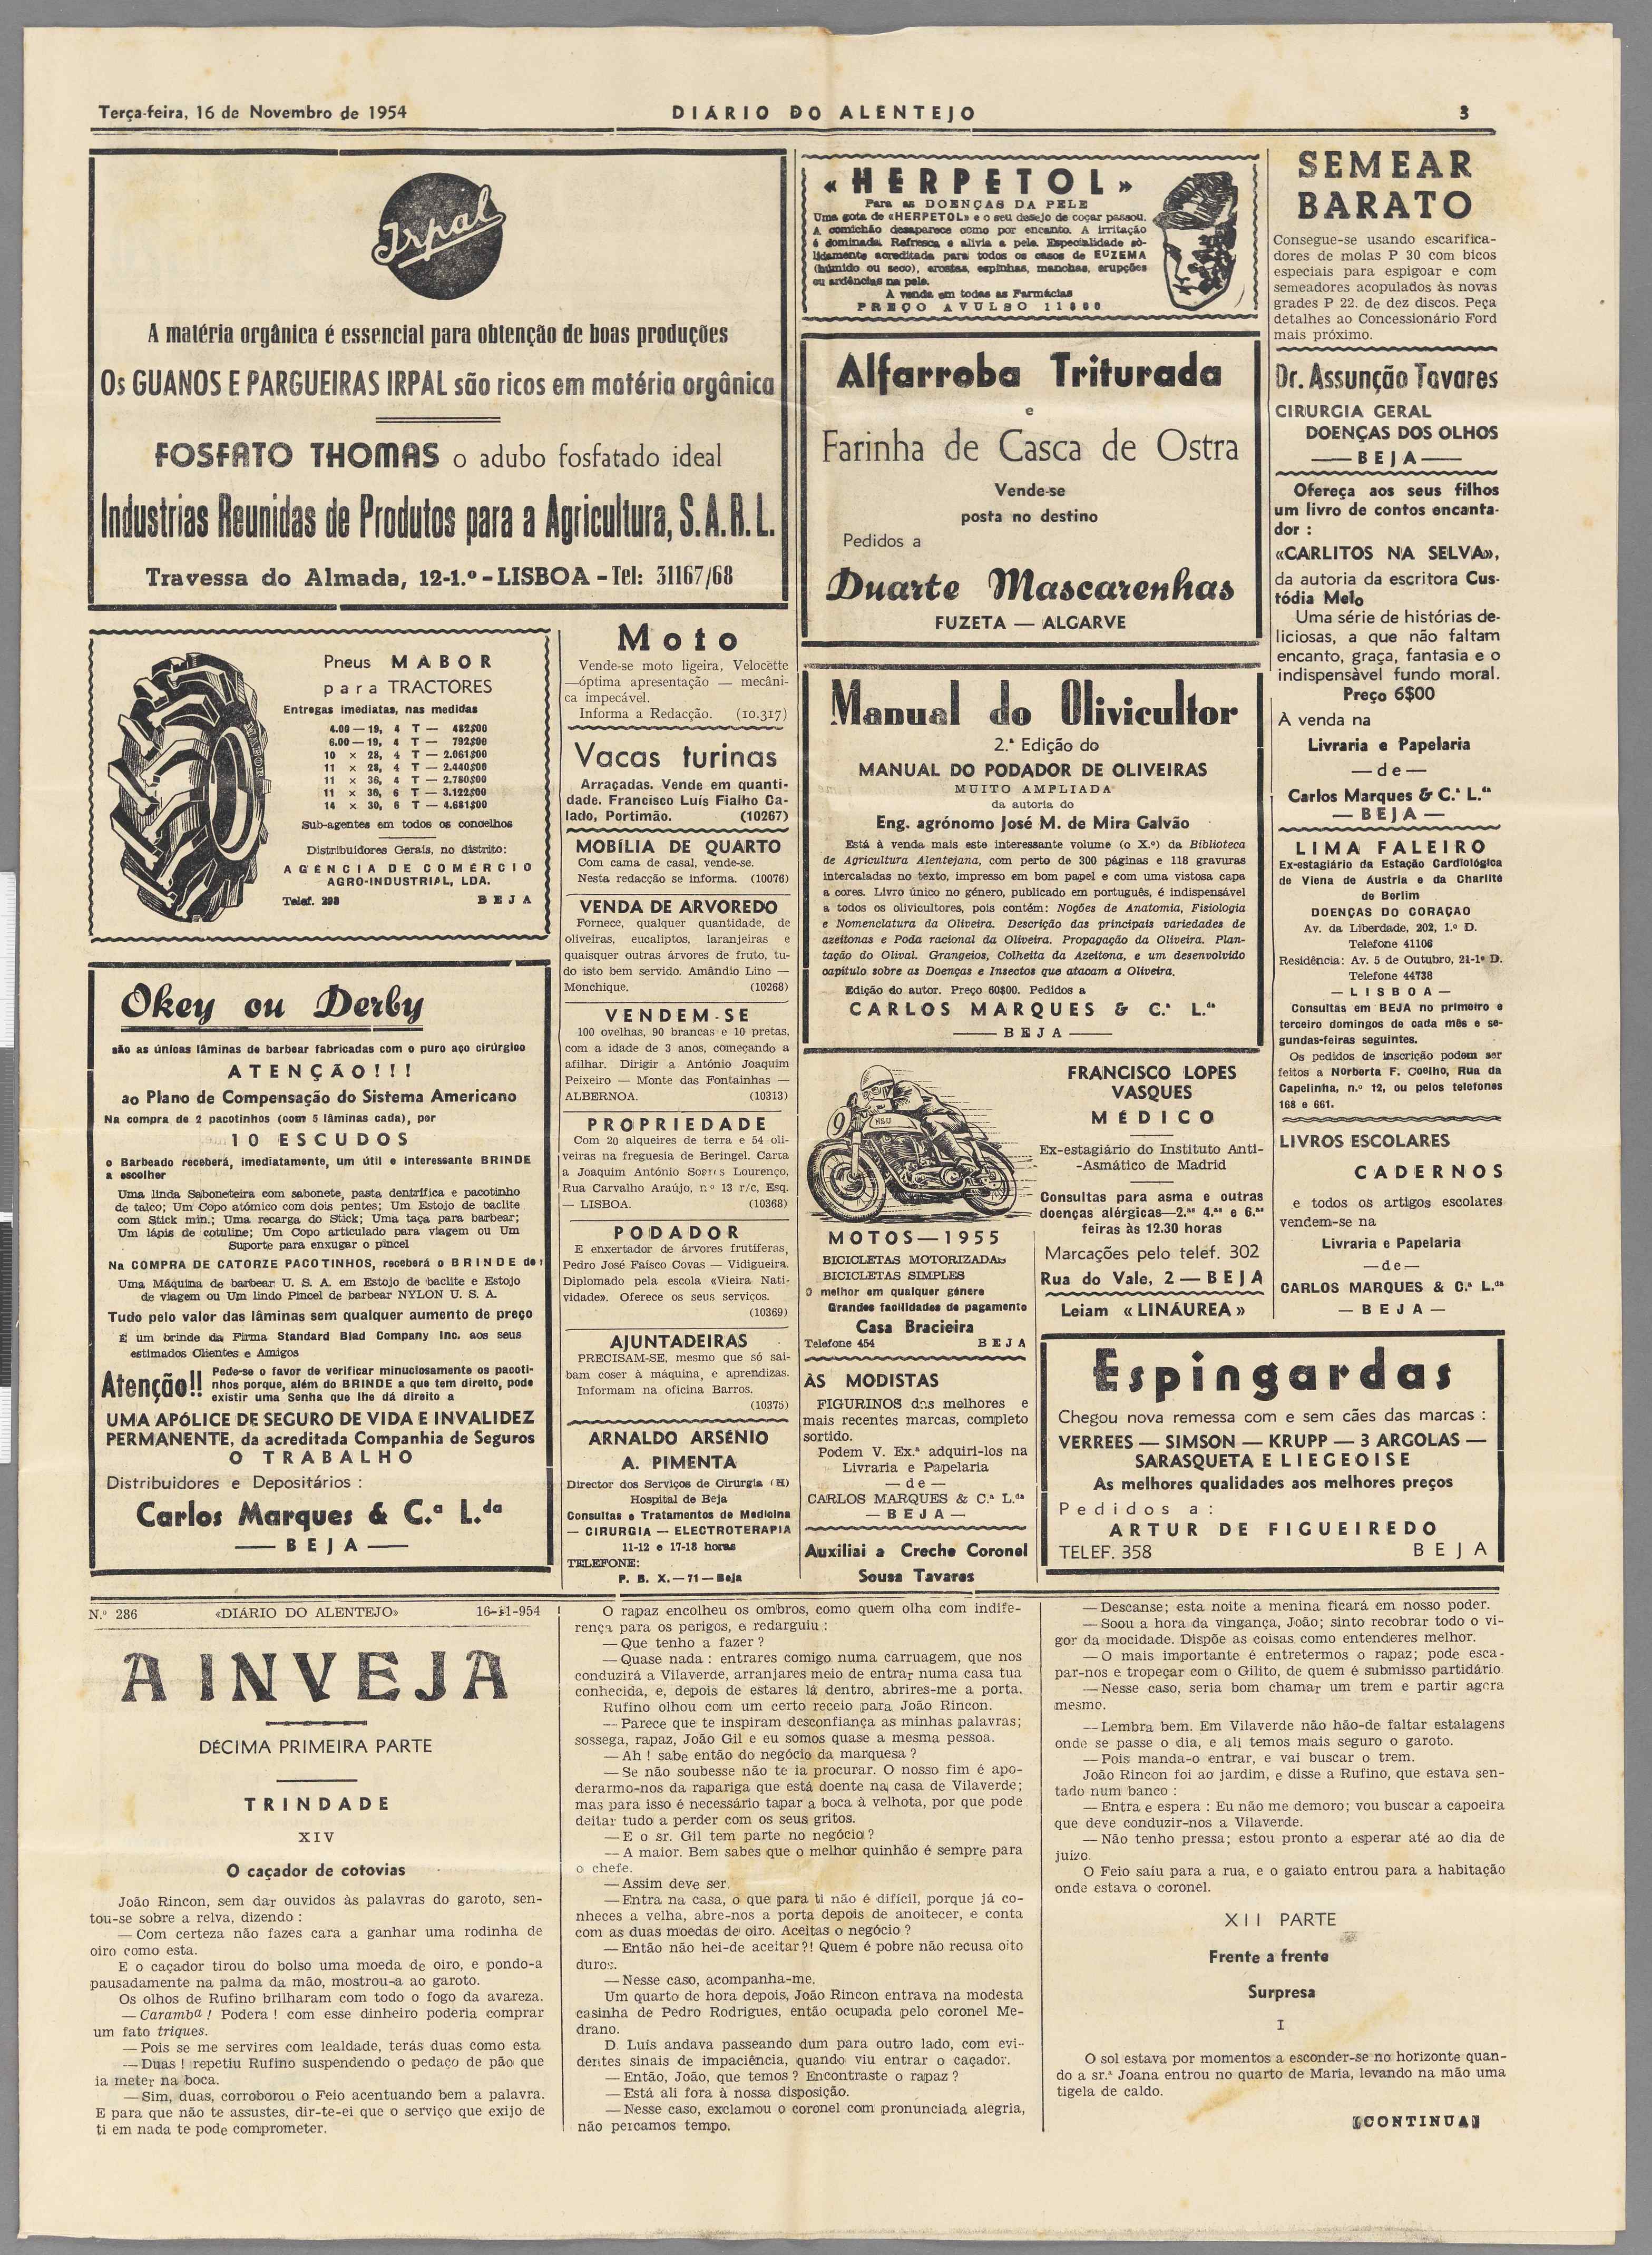 Terça-feira, 16 de Novembro de 1954
DIÁRIO DO ALENTEJO
3
Irpal
A matéria orgânica é essencial para obtenção de boas produções
Os GUANOS E PARGUEIRAS IRPAL são ricos em matéria orgânica
FOSFATO THOMAS o adubo fosfatado ideal
Industrias Reunidas de Produtos para a Agricultura, S.A.R.L.
Travessa do Almada, 12-1.º - LISBOA - Tel: 31167/68
Pneus MABOR
para TRACTORES
Entregas imediatas, nas medidas
4.00 — 19, 4 T — 482$00
6.00 — 19, 4 T — 792$00
10 × 28, 4 T — 2.061$00
11 × 28, 4 T — 2.440$00
11 × 36, 4 T — 2.780$00
11 × 36, 6 T — 3.122$00
14 × 30, 6 T — 4.681$00
Sub-agentes em todos os concelhos
Distribuidores Gerais, no distrito:
AGÊNCIA DE COMÉRCIO
AGRO-INDUSTRIAL, LDA.
Telef. 298 BEJA
MABOR
Okey ou Derby
são as únicas lâminas de barbear fabricadas com o puro aço cirúrgico
ATENÇÃO!!!
ao Plano de Compensação do Sistema Americano
Na compra de 2 pacotinhos (com 5 lâminas cada), por
10 ESCUDOS
o Barbeado receberá, imediatamente, um útil e interessante BRINDE
a escolher
Uma linda Saboneteira com sabonete, pasta dentrífica e pacotinho
de talco; Um Copo atómico com dois pentes; Um Estojo de baclite
com Stick min.; Uma recarga do Stick; Uma taça para barbear;
Um lápis de cotuline; Um Copo articulado para viagem ou Um
Suporte para enxugar o pincel
Na COMPRA DE CATORZE PACOTINHOS, receberá o BRINDE de:
Uma Máquina de barbear U. S. A. em Estojo de baclite e Estojo
de viagem ou Um lindo Pincel de barbear NYLON U. S. A.
Tudo pelo valor das lâminas sem qualquer aumento de preço
É um brinde da Firma Standard Blad Company Inc. aos seus
estimados Clientes e Amigos
Atenção!! Pede-se o favor de verificar minuciosamente os pacoti-
nhos porque, além do BRINDE a que tem direito, pode
existir uma Senha que lhe dá direito a
UMA APÓLICE DE SEGURO DE VIDA E INVALIDEZ
PERMANENTE, da acreditada Companhia de Seguros
O TRABALHO
Distribuidores e Depositários :
Carlos Marques & C.ª L.da
— BEJA —
Moto
Vende-se moto ligeira, Velocette
—óptima apresentação — mecâni-
ca impecável.
Informa a Redacção. (10.317)
Vacas turinas
Arraçadas. Vende em quanti-
dade. Francisco Luís Fialho Ca-
lado, Portimão. (10267)
MOBÍLIA DE QUARTO
Com cama de casal, vende-se.
Nesta redacção se informa. (10076)
VENDA DE ARVOREDO
Fornece, qualquer quantidade, de
oliveiras, eucaliptos, laranjeiras e
quaisquer outras árvores de fruto, tu-
do isto bem servido. Amândio Lino —
Monchique. (10268)
VENDEM-SE
100 ovelhas, 90 brancas e 10 pretas,
com a idade de 3 anos, começando a
afilhar. Dirigir a António Joaquim
Peixeiro — Monte das Fontaínhas —
ALBERNOA. (10313)
PROPRIEDADE
Com 20 alqueires de terra e 54 oli-
veiras na freguesia de Beringel. Carta
a Joaquim António Sorris Lourenço,
Rua Carvalho Araújo, n.º 13 r/c, Esq.
— LISBOA. (10368)
PODADOR
E enxertador de árvores frutíferas,
Pedro José Faísco Covas — Vidigueira.
Diplomado pela escola «Vieira Nati-
vidade». Oferece os seus serviços.
(10369)
AJUNTADEIRAS
PRECISAM-SE, mesmo que só sai-
bam coser à máquina, e aprendizas.
Informam na oficina Barros.
(10375)
ARNALDO ARSÉNIO
A. PIMENTA
Director dos Serviços de Cirurgia (H)
Hospital de Beja
Consultas e Tratamentos de Medicina
— CIRURGIA — ELECTROTERAPIA
11-12 e 17-18 horas
TELEFONE:
P. B. X. — 71 — Beja
«HERPETOL»
Para as DOENÇAS DA PELE
Uma gota de «HERPETOL» e o seu desejo de coçar passou.
A comichão desaparece como por encanto. A irritação
é dominada. Refresca e alivia a pele. Especialidade sò-
lidamente acreditada para todos os casos de EUZEMA
(húmido ou seco), crostas, espinhas, manchas, erupções
ou ardências na pele.
À venda em todas as Farmácias
PREÇO AVULSO 11$00
Alfarroba Triturada
e
Farinha de Casca de Ostra
Vende-se
posta no destino
Pedidos a
Duarte Mascarenhas
FUZETA — ALGARVE
Manual do Olivicultor
2.ª Edição do
MANUAL DO PODADOR DE OLIVEIRAS
MUITO AMPLIADA
da autoria do
Eng. agrónomo José M. de Mira Galvão
Está à venda mais este interessante volume (o X.º) da Biblioteca
de Agricultura Alentejana, com perto de 300 páginas e 118 gravuras
intercaladas no texto, impresso em bom papel e com uma vistosa capa
a cores. Livro único no género, publicado em português, é indispensável
a todos os olivicultores, pois contém: Noções de Anatomia, Fisiologia
e Nomenclatura da Oliveira. Descrição das principais variedades de
azeitonas e Poda racional da Oliveira. Propagação da Oliveira. Plan-
tação do Olival. Grangeios, Colheita da Azeitona, e um desenvolvido
capítulo sobre as Doenças e Insectos que atacam a Oliveira.
Edição do autor. Preço 60$00. Pedidos a
CARLOS MARQUES & C.ª L.da
— BEJA —
9
MOTOS — 1955
BICICLETAS MOTORIZADAS
BICICLETAS SIMPLES
O melhor em qualquer género
Grandes facilidades de pagamento
Casa Bracieira
Telefone 454 BEJA
ÀS MODISTAS
FIGURINOS das melhores e
mais recentes marcas, completo
sortido.
Podem V. Ex.ª adquiri-los na
Livraria e Papelaria
— de —
CARLOS MARQUES & C.ª L.da
— BEJA —
Auxiliai a Creche Coronel
Sousa Tavares
FRANCISCO LOPES
VASQUES
MÉDICO
Ex-estagiário do Instituto Anti-
-Asmático de Madrid
Consultas para asma e outras
doenças alérgicas—2.as 4.as e 6.as
feiras às 12.30 horas
Marcações pelo telef. 302
Rua do Vale, 2 — BEJA
Leiam «LINÁUREA»
SEMEAR
BARATO
Consegue-se usando escarifica-
dores de molas P 30 com bicos
especiais para espigoar e com
semeadores acopulados às novas
grades P 22. de dez discos. Peça
detalhes ao Concessionário Ford
mais próximo.
Dr. Assunção Tavares
CIRURGIA GERAL
DOENÇAS DOS OLHOS
— BEJA —
Ofereça aos seus filhos
um livro de contos encanta-
dor :
«CARLITOS NA SELVA»,
da autoria da escritora Cus-
tódia Melo
Uma série de histórias de-
liciosas, a que não faltam
encanto, graça, fantasia e o
indispensàvel fundo moral.
Preço 6$00
À venda na
Livraria e Papelaria
— de —
Carlos Marques & C.ª L.da
— BEJA —
LIMA FALEIRO
Ex-estagiário da Estação Cardiológica
de Viena de Áustria e da Charlité
de Berlim
DOENÇAS DO CORAÇÃO
Av. da Liberdade, 202, 1.º D.
Telefone 41106
Residência: Av. 5 de Outubro, 21-1º D.
Telefone 44738
— LISBOA —
Consultas em BEJA no primeiro e
terceiro domingos de cada mês e se-
gundas-feiras seguintes.
Os pedidos de inscrição podem ser
feitos a Norberta F. Coelho, Rua da
Capelinha, n.º 12, ou pelos telefones
168 e 661.
LIVROS ESCOLARES
CADERNOS
e todos os artigos escolares
vendem-se na
Livraria e Papelaria
— de —
CARLOS MARQUES & C.ª L.da
— BEJA —
Espingardas
Chegou nova remessa com e sem cães das marcas :
VERREES — SIMSON — KRUPP — 3 ARGOLAS —
SARASQUETA E LIEGEOISE
As melhores qualidades aos melhores preços
Pedidos a :
ARTUR DE FIGUEIREDO
TELEF. 358 BEJA
N.º 286 «DIÁRIO DO ALENTEJO» 16-11-954
A INVEJA
DÉCIMA PRIMEIRA PARTE
TRINDADE
XIV
O caçador de cotovias
João Rincon, sem dar ouvidos às palavras do garoto, sen-
tou-se sobre a relva, dizendo :
— Com certeza não fazes cara a ganhar uma rodinha de
oiro como esta.
E o caçador tirou do bolso uma moeda de oiro, e pondo-a
pausadamente na palma da mão, mostrou-a ao garoto.
Os olhos de Rufino brilharam com todo o fogo da avareza.
— Caramba ! Podera ! com esse dinheiro poderia comprar
um fato triques.
— Pois se me servires com lealdade, terás duas como esta
— Duas ! repetiu Rufino suspendendo o pedaço de pão que
ia meter na boca.
— Sim, duas, corroborou o Feio acentuando bem a palavra.
E para que não te assustes, dir-te-ei que o serviço que exijo de
ti em nada te pode comprometer.
O rapaz encolheu os ombros, como quem olha com indife-
rença para os perigos, e redarguiu :
— Que tenho a fazer ?
— Quase nada : entrares comigo numa carruagem, que nos
conduzirá a Vilaverde, arranjares meio de entrar numa casa tua
conhecida, e, depois de estares lá dentro, abrires-me a porta.
Rufino olhou com um certo receio para João Rincon.
— Parece que te inspiram desconfiança as minhas palavras;
sossega, rapaz, João Gil e eu somos quase a mesma pessoa.
— Ah ! sabe então do negócio da marquesa ?
— Se não soubesse não te ia procurar. O nosso fim é apo-
derarmo-nos da rapariga que está doente na casa de Vilaverde;
mas para isso é necessário tapar a boca à velhota, por que pode
deitar tudo a perder com os seus gritos.
— E o sr. Gil tem parte no negócio ?
— A maior. Bem sabes que o melhor quinhão é sempre para
o chefe.
— Assim deve ser.
— Entra na casa, o que para ti não é difícil, porque já co-
nheces a velha, abre-nos a porta depois de anoitecer, e conta
com as duas moedas de oiro. Aceitas o negócio ?
— Então não hei-de aceitar?! Quem é pobre não recusa oito
duros.
— Nesse caso, acompanha-me.
Um quarto de hora depois, João Rincon entrava na modesta
casinha de Pedro Rodrigues, então ocupada pelo coronel Me-
drano.
D. Luís andava passeando dum para outro lado, com evi-
dentes sinais de impaciência, quando viu entrar o caçador.
— Então, João, que temos ? Encontraste o rapaz ?
— Está ali fora à nossa disposição.
— Nesse caso, exclamou o coronel com pronunciada alegria,
não percamos tempo.
— Descanse; esta noite a menina ficará em nosso poder.
— Soou a hora da vingança, João; sinto recobrar todo o vi-
gor da mocidade. Dispõe as coisas como entenderes melhor.
— O mais importante é entretermos o rapaz; pode esca-
par-nos e tropeçar com o Gilito, de quem é submisso partidário.
— Nesse caso, seria bom chamar um trem e partir agora
mesmo.
— Lembra bem. Em Vilaverde não hão-de faltar estalagens
onde se passe o dia, e ali temos mais seguro o garoto.
— Pois manda-o entrar, e vai buscar o trem.
João Rincon foi ao jardim, e disse a Rufino, que estava sen-
tado num banco :
— Entra e espera : Eu não me demoro; vou buscar a capoeira
que deve conduzir-nos a Vilaverde.
— Não tenho pressa; estou pronto a esperar até ao dia de
juizo.
O Feio saíu para a rua, e o gaiato entrou para a habitação
onde estava o coronel.
XII PARTE
Frente a frente
Surpresa
I
O sol estava por momentos a esconder-se no horizonte quan-
do a sr.ª Joana entrou no quarto de Maria, levando na mão uma
tigela de caldo.
(CONTINUA)